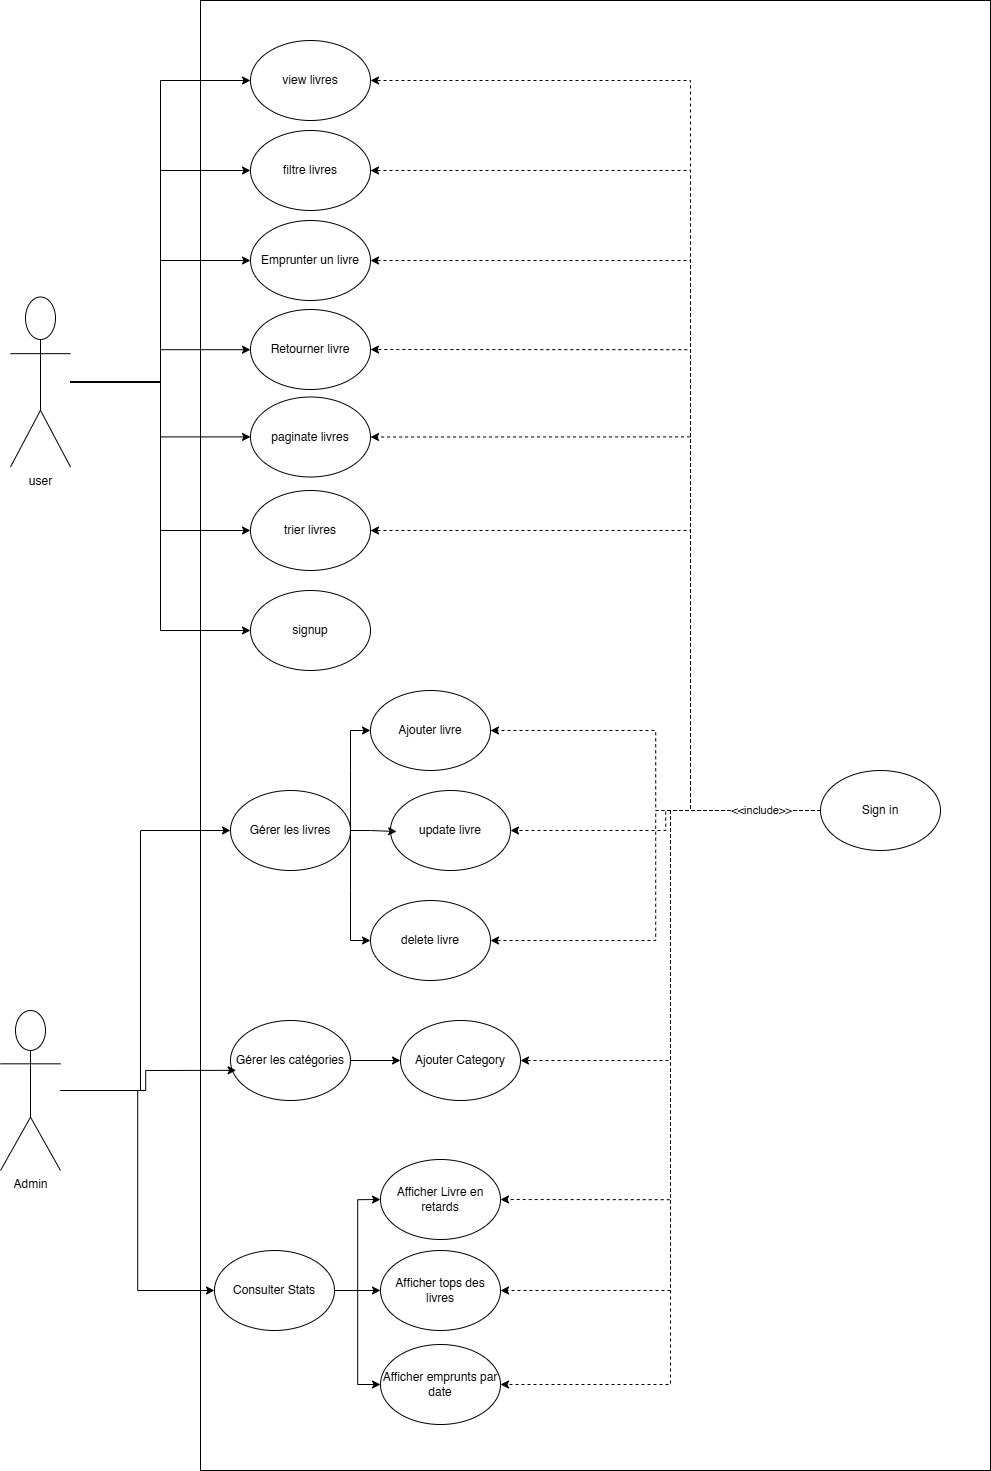 view livres
filtre livres
Emprunter un livre
Retourner livre
paginate livres
user
trier livres
signup
Ajouter livre
Gérer les livres
update livre
<<include>>
Sign in
delete livre
Gérer les catégories
Ajouter Category
Admin
Afficher Livre en
retards
Consulter Stats
Afficher tops des
livres
Afficher emprunts par
date